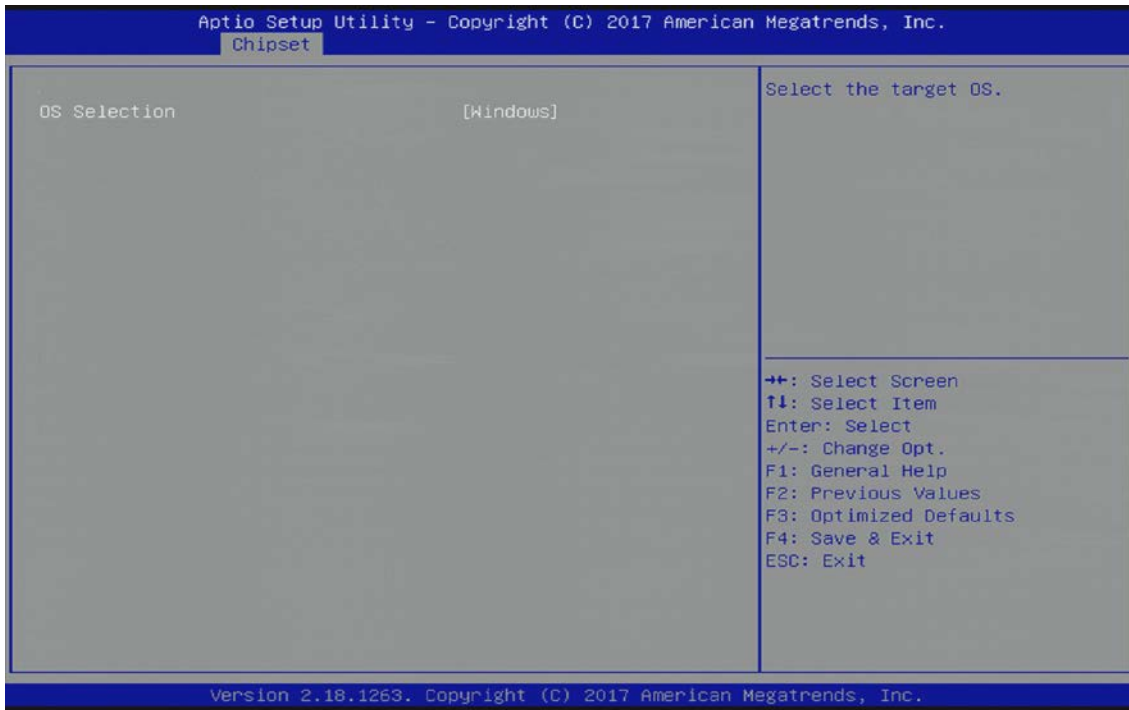 Aptio Setup Utility – Copyright (C) 2017 American Megatrends, Inc.
Chipset
OS Selection [Windows]
Select the target OS.
→←: Select Screen
↑↓: Select Item
Enter: Select
+/-: Change Opt.
F1: General Help
F2: Previous Values
F3: Optimized Defaults
F4: Save & Exit
ESC: Exit
Version 2.18.1263. Copyright (C) 2017 American Megatrends, Inc.